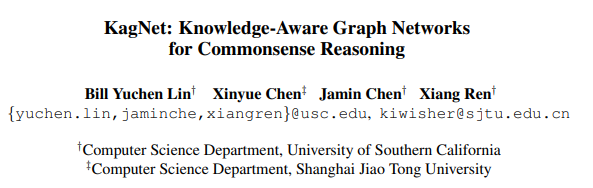 KagNet: Knowledge-Aware Graph Networks
for Commonsense Reasoning
Bill Yuchen Lin† Xinyue Chen‡ Jamin Chen† Xiang Ren†
{yuchen.lin,jaminche,xiangren}@usc.edu, kiwisher@sjtu.edu.cn
†Computer Science Department, University of Southern California
‡Computer Science Department, Shanghai Jiao Tong University